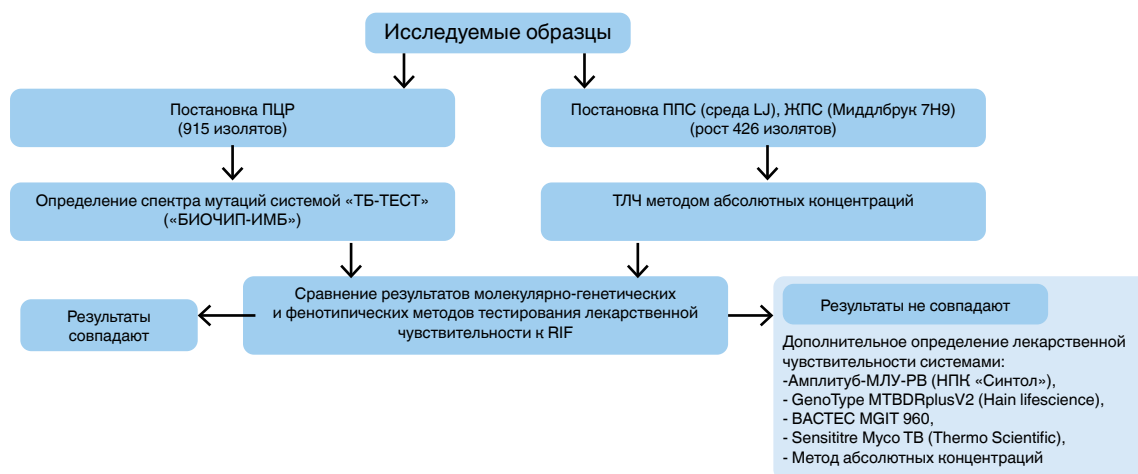 Исследуемые образцы
Постановка ПЦР
(915 изолятов)
Постановка ППС (среда LJ), ЖПС (Миддлбрук 7Н9)
(рост 426 изолятов)
Определение спектра мутаций системой «ТБ-ТЕСТ»
(«БИОЧИП-ИМБ»)
ТЛЧ методом абсолютных концентраций
Сравнение результатов молекулярно-генетических
и фенотипических методов тестирования лекарственной
чувствительности к RIF
Результаты
совпадают
Результаты не совпадают
Дополнительное определение лекарственной
чувствительности системами:
-Амплитуб-МЛУ-РВ (НПК «Синтол»),
- GenoType MTBDRplusV2 (Hain lifescience),
- BACTEC MGIT 960,
- Sensititre Myco TB (Thermo Scientific),
- Метод абсолютных концентраций